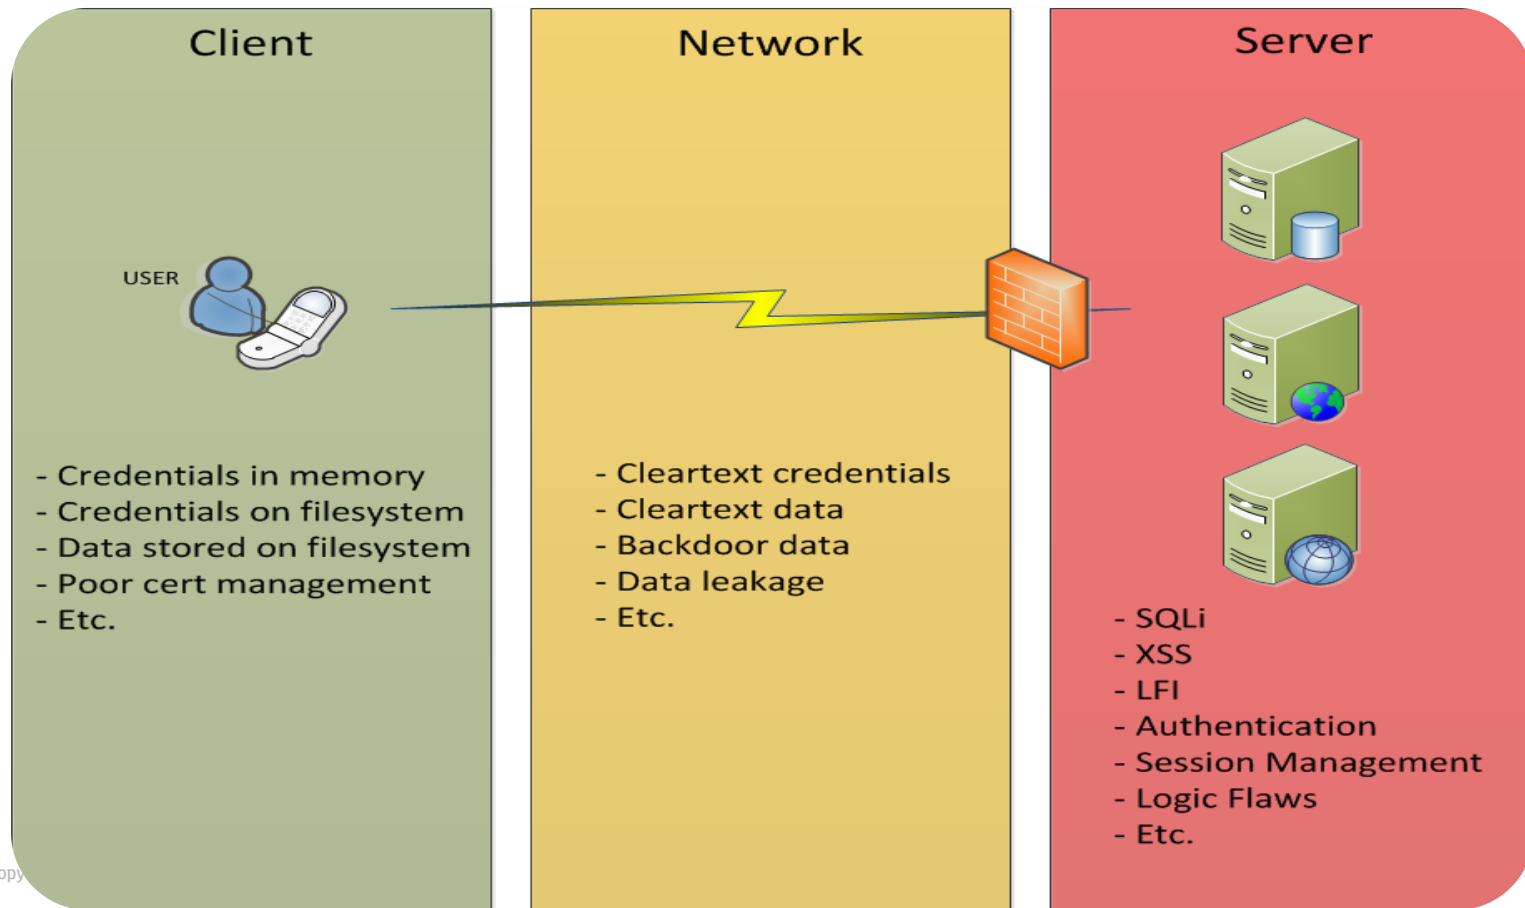 Client
USER
- Credentials in memory
- Credentials on filesystem
- Data stored on filesystem
- Poor cert management
- Etc.
Network
- Cleartext credentials
- Cleartext data
- Backdoor data
- Data leakage
- Etc.
Server
- SQLi
- XSS
- LFI
- Authentication
- Session Management
- Logic Flaws
- Etc.